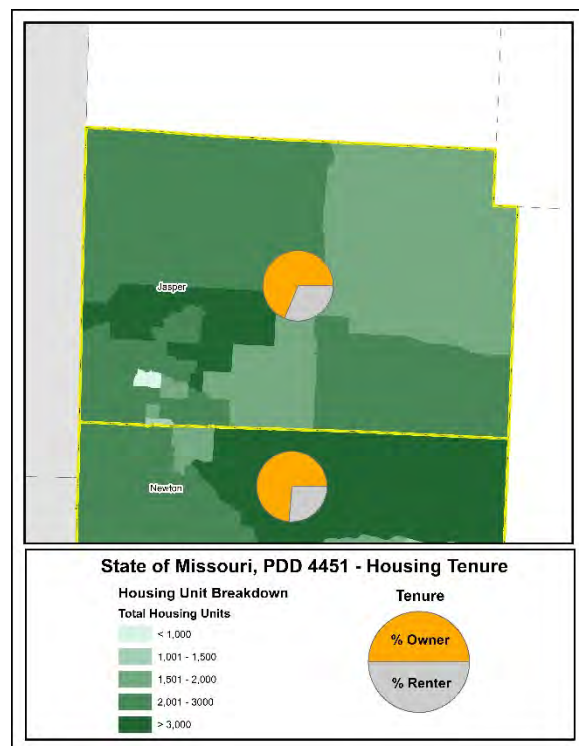 Jasper
Newton
State of Missouri, PDD 4451 - Housing Tenure
Housing Unit Breakdown
Total Housing Units
< 1,000
1,001 - 1,500
1,501 - 2,000
2,001 - 3000
> 3,000
Tenure
% Owner
% Renter